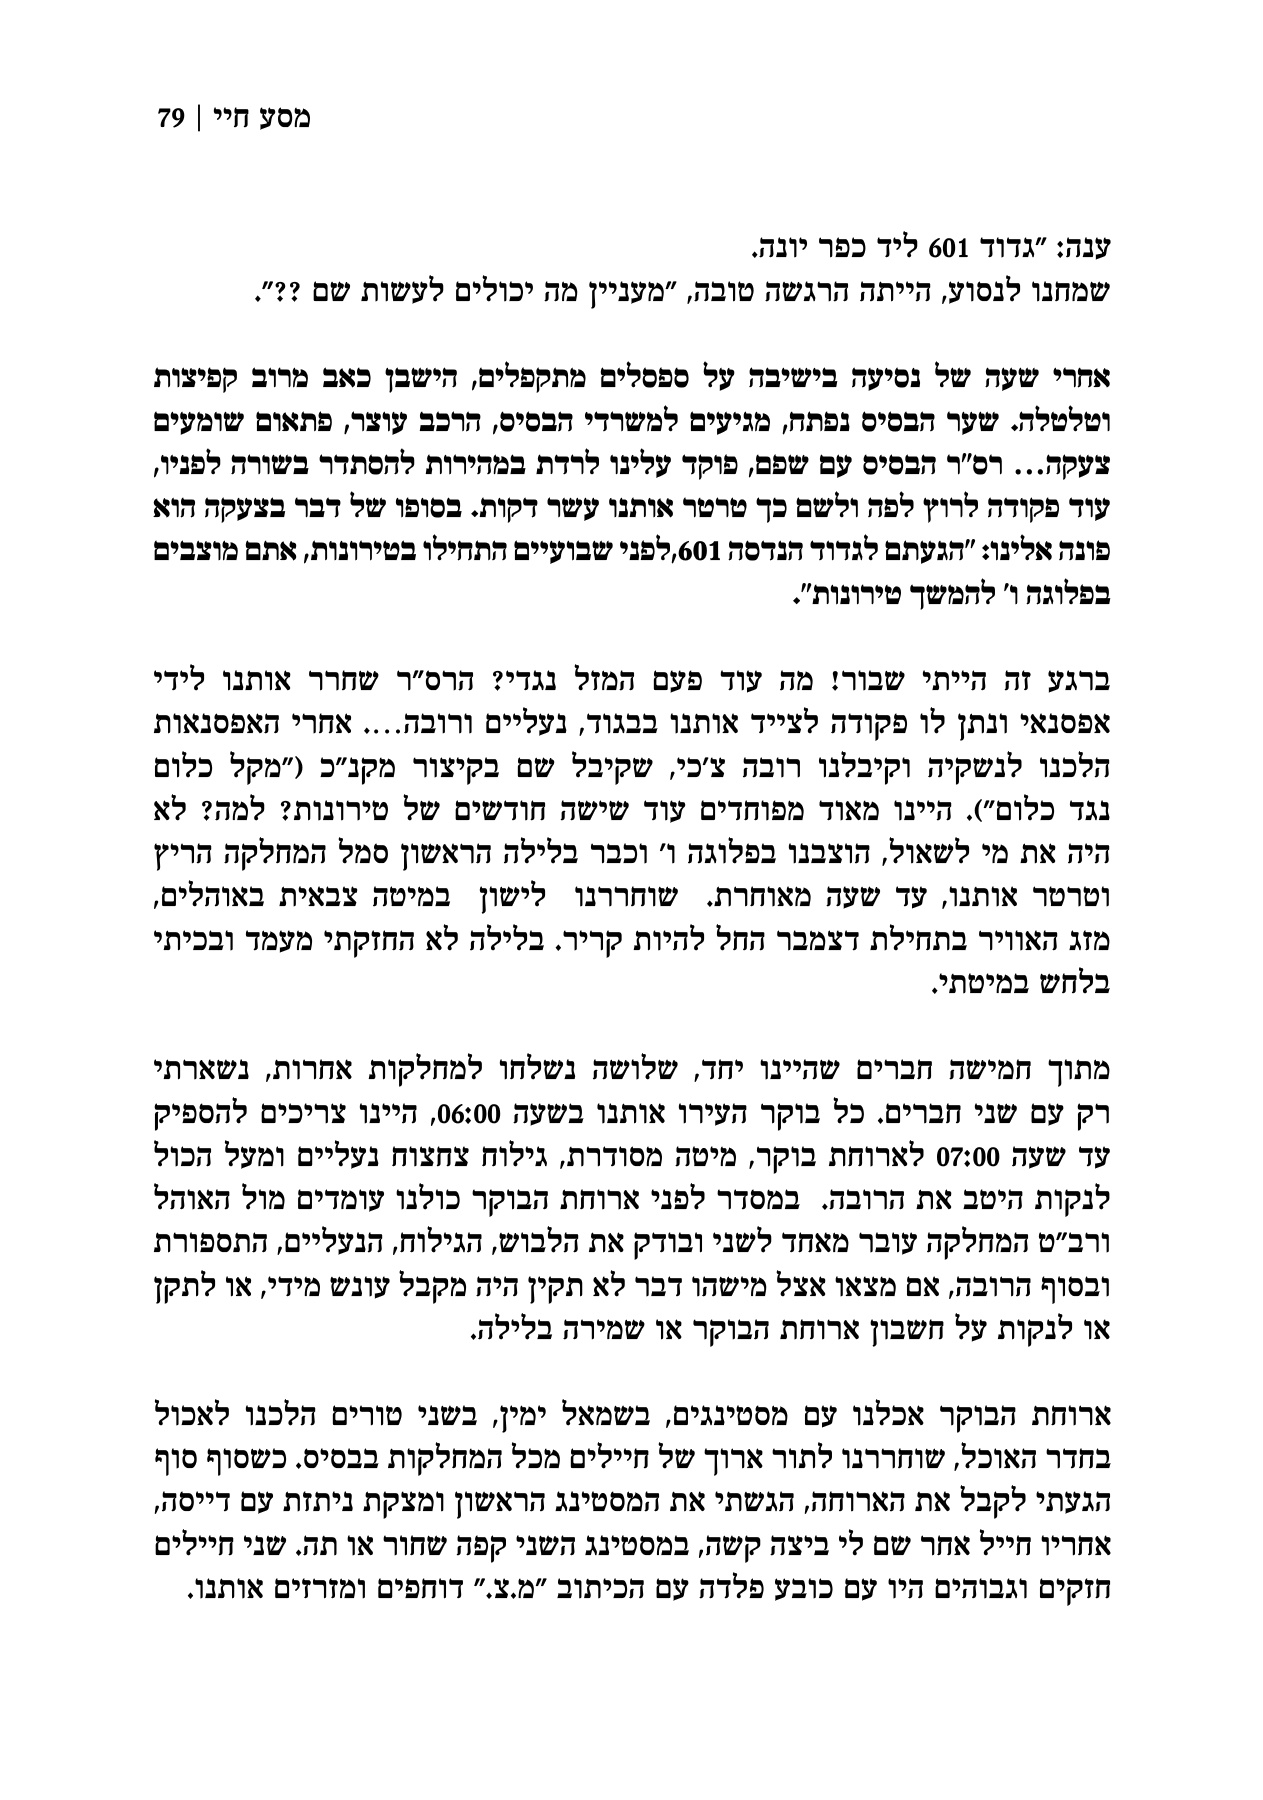 מסע חיי | 79
ענה: "גדוד 601 ליד כפר יונה.
שמחנו לנסוע, הייתה הרגשה טובה, "מעניין מה יכולים לעשות שם ??".
אחרי שעה של נסיעה בישיבה על ספסלים מתקפלים, הישבן כאב מרוב קפיצות
וטלטלה. שער הבסיס נפתח, מגיעים למשרדי הבסיס, הרכב עוצר, פתאום שומעים
צעקה... רס"ר הבסיס עם שפם, פוקד עלינו לרדת במהירות להסתדר בשורה לפניו,
עוד פקודה לרוץ לפה ולשם כך טרטר אותנו עשר דקות. בסופו של דבר בצעקה הוא
פונה אלינו: "הגעתם לגדוד הנדסה 601,לפני שבועיים התחילו בטירונות, אתם מוצבים
בפלוגה ו' להמשך טירונות".
ברגע זה הייתי שבור! מה עוד פעם המזל נגדי? הרס"ר שחרר אותנו לידי
אפסנאי ונתן לו פקודה לצייד אותנו בבגוד, נעליים ורובה.... אחרי האפסנאות
הלכנו לנשקיה וקיבלנו רובה צ'כי, שקיבל שם בקיצור מקנ"כ ("מקל כלום
נגד כלום"). היינו מאוד מפוחדים עוד שישה חודשים של טירונות? למה? לא
היה את מי לשאול, הוצבנו בפלוגה ו' וכבר בלילה הראשון סמל המחלקה הריץ
וטרטר אותנו, עד שעה מאוחרת. שוחררנו לישון במיטה צבאית באוהלים,
מזג האוויר בתחילת דצמבר החל להיות קריר. בלילה לא החזקתי מעמד ובכיתי
בלחש במיטתי.
מתוך חמישה חברים שהיינו יחד, שלושה נשלחו למחלקות אחרות, נשארתי
רק עם שני חברים. כל בוקר העירו אותנו בשעה 06:00, היינו צריכים להספיק
עד שעה 07:00 לארוחת בוקר, מיטה מסודרת, גילוח צחצוח נעליים ומעל הכול
לנקות היטב את הרובה. במסדר לפני ארוחת הבוקר כולנו עומדים מול האוהל
ורב"ט המחלקה עובר מאחד לשני ובודק את הלבוש, הגילוח, הנעליים, התספורת
ובסוף הרובה, אם מצאו אצל מישהו דבר לא תקין היה מקבל עונש מידי, או לתקן
או לנקות על חשבון ארוחת הבוקר או שמירה בלילה.
ארוחת הבוקר אכלנו עם מסטינגים, בשמאל ימין, בשני טורים הלכנו לאכול
בחדר האוכל, שוחררנו לתור ארוך של חיילים מכל המחלקות בבסיס. כשסוף סוף
הגעתי לקבל את הארוחה, הגשתי את המסטינג הראשון ומצקת ניתזת עם דייסה,
אחריו חייל אחר שם לי ביצה קשה, במסטינג השני קפה שחור או תה. שני חיילים
חזקים וגבוהים היו עם כובע פלדה עם הכיתוב "מ.צ." דוחפים ומזרזים אותנו.